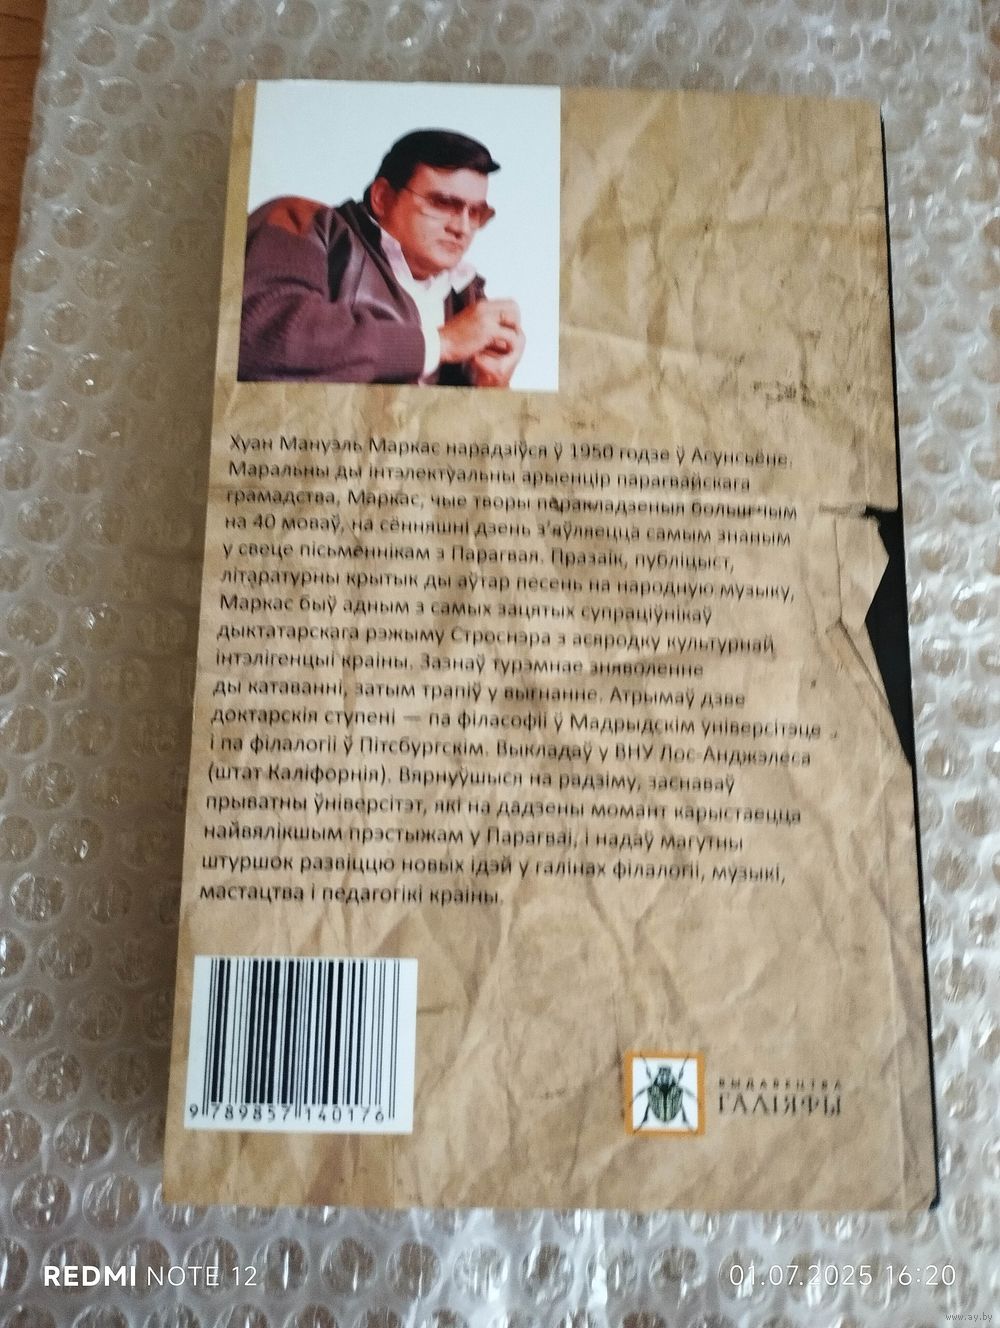 Хуан Мануэль Маркас нарадзіўся ў 1950 годзе ў Асунсьёне.
Маральны ды інтэлектуальны арыенцір парагвайскага
грамадства, Маркас, чые творы перакладзеныя больш чым
на 40 моваў, на сённяшні дзень з'яўляецца самым знаным
у свеце пісьменнікам з Парагвая. Празаік, публіцыст,
літаратурны крытык ды аўтар песень на народную музыку,
Маркас быў адным з самых зацятых супраціўнікаў
дыктатарскага рэжыму Строснэра з асяродку культурнай
інтэлігенцыі краіны. Зазнаў турэмнае зняволенне
ды катаванні, затым трапіў у выгнанне. Атрымаў дзве
доктарскія ступені — па філасофіі ў Мадрыдскім універсітэце
і па філалогіі ў Пітсбургскім. Выкладаў у ВНУ Лос-Анджэлеса
(штат Каліфорнія). Вярнуўшыся на радзіму, заснаваў
прыватны ўніверсітэт, які на дадзены момант карыстаецца
найвялікшым прэстыжам у Парагваі, і надаў магутны
штуршок развіццю новых ідэй у галінах філалогіі, музыкі,
мастацтва і педагогікі краіны.
9 789857 140176
ВЫДАВЕЦТВА
ГАЛІЯФЫ
REDMI NOTE 12
01.07.2025 16:20
www.ay.by